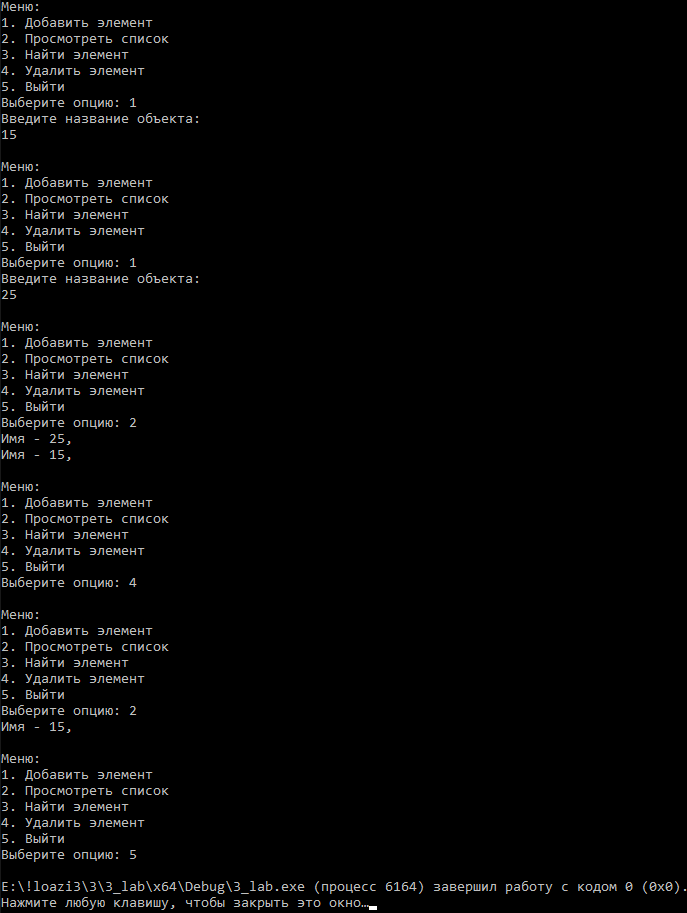 Меню:
1. Добавить элемент
2. Просмотреть список
3. Найти элемент
4. Удалить элемент
5. Выйти
Выберите опцию: 1
Введите название объекта:
15
Меню:
1. Добавить элемент
2. Просмотреть список
3. Найти элемент
4. Удалить элемент
5. Выйти
Выберите опцию: 1
Введите название объекта:
25
Меню:
1. Добавить элемент
2. Просмотреть список
3. Найти элемент
4. Удалить элемент
5. Выйти
Выберите опцию: 2
Имя - 25,
Имя - 15,
Меню:
1. Добавить элемент
2. Просмотреть список
3. Найти элемент
4. Удалить элемент
5. Выйти
Выберите опцию: 4
Меню:
1. Добавить элемент
2. Просмотреть список
3. Найти элемент
4. Удалить элемент
5. Выйти
Выберите опцию: 2
Имя - 15,
Меню:
1. Добавить элемент
2. Просмотреть список
3. Найти элемент
4. Удалить элемент
5. Выйти
Выберите опцию: 5
E:\!loazi3\3\3_lab\x64\Debug\3_lab.exe (процесс 6164) завершил работу с кодом 0 (0x0).
Нажмите любую клавишу, чтобы закрыть это окно…